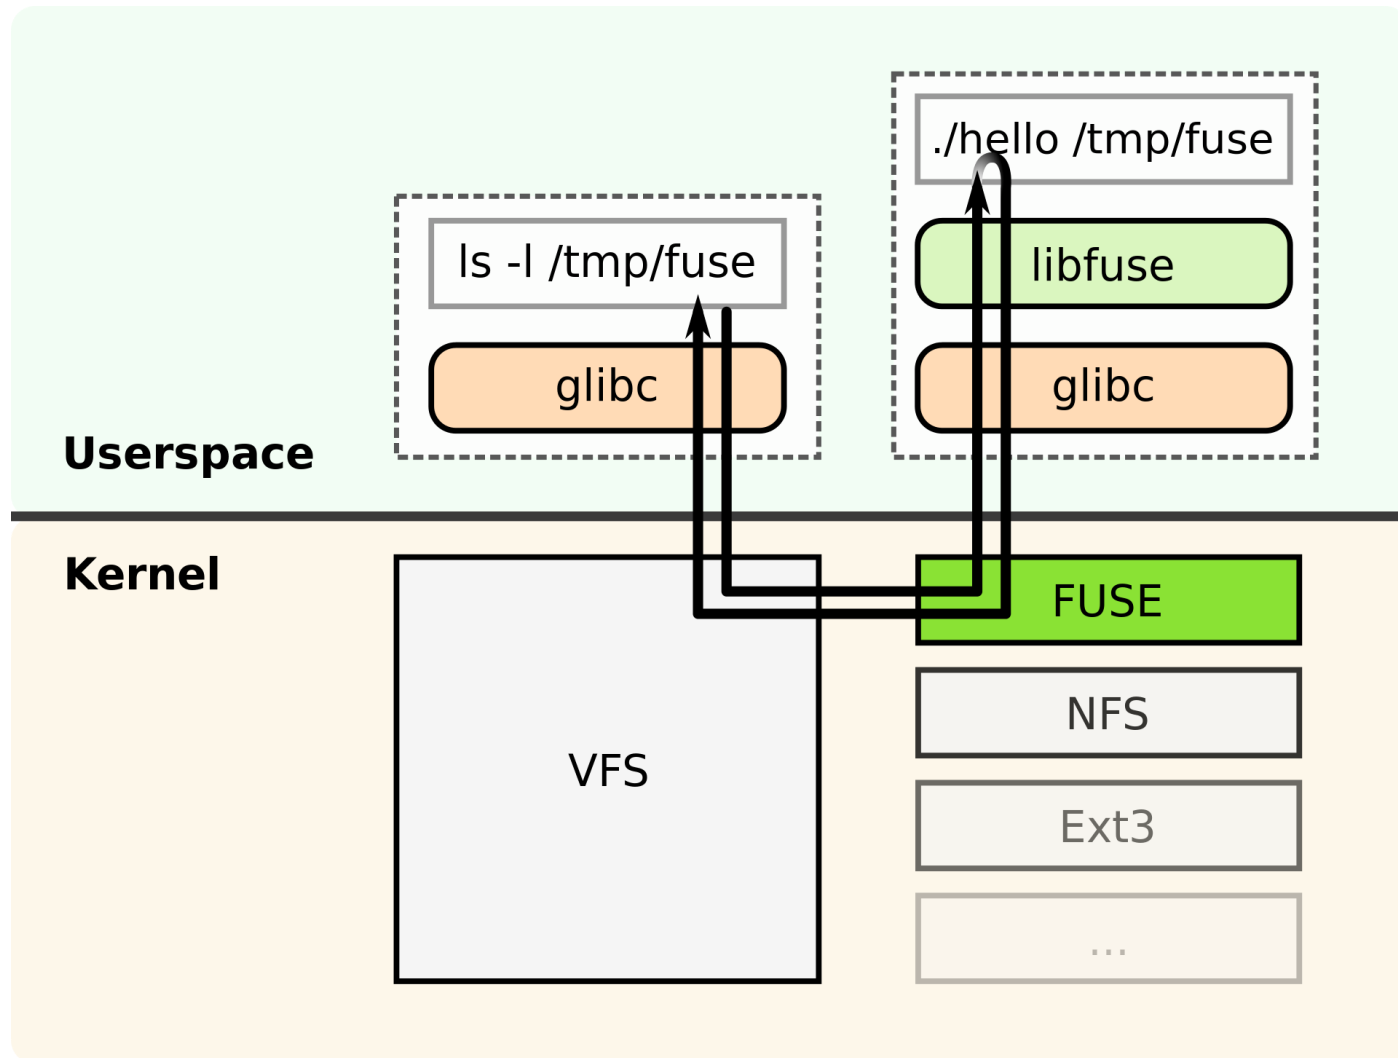 ./hello /tmp/fuse
ls -l /tmp/fuse
libfuse
glibc
glibc
Userspace
Kernel
FUSE
NFS
VFS
Ext3
...